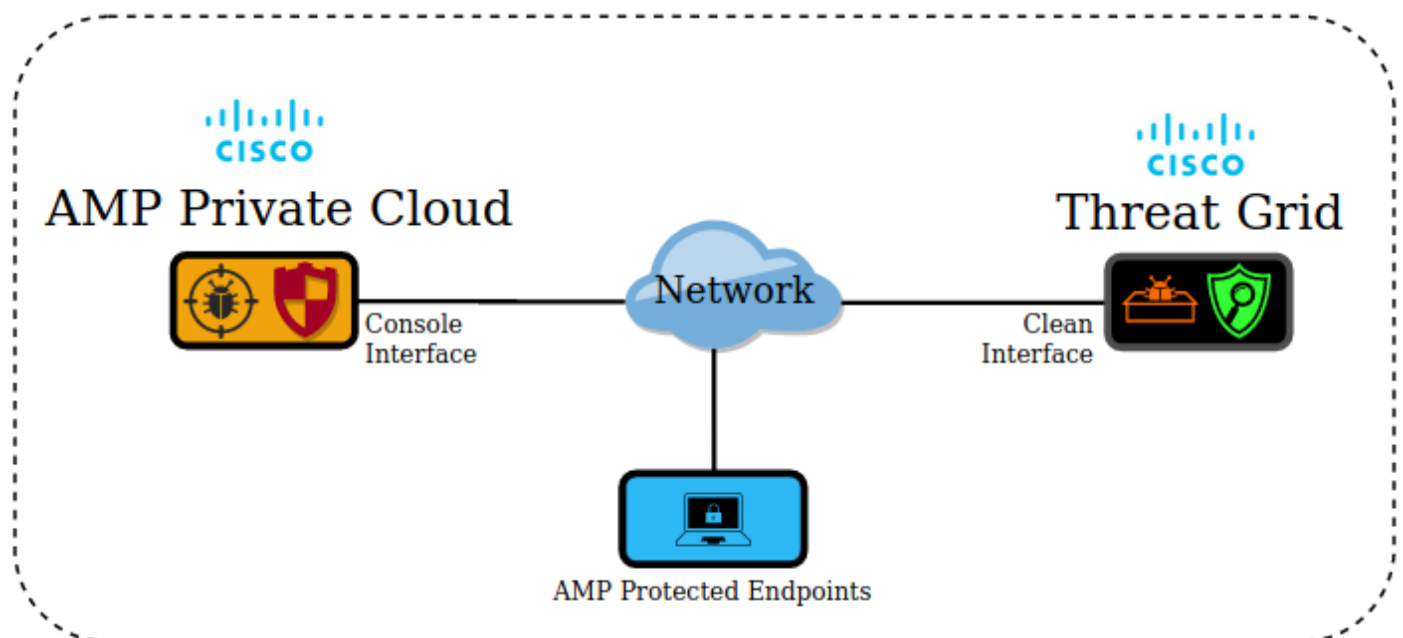 CISCO
AMP Private Cloud
CISCO
Threat Grid
Network
Console
Interface
Clean
Interface
AMP Protected Endpoints